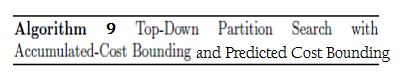 Algorithm 9 Top-Down Partition Search with
Accumulated-Cost Bounding and Predicted Cost Bounding